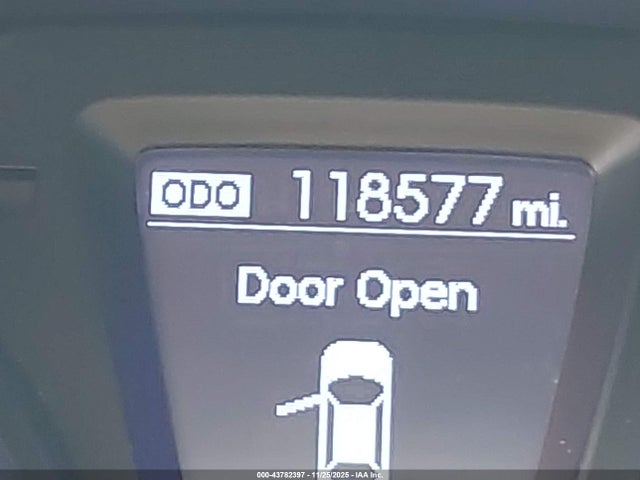 ODO 118577 mi.
Door Open
000-43782397 - 11/25/2025 - IAA Inc.